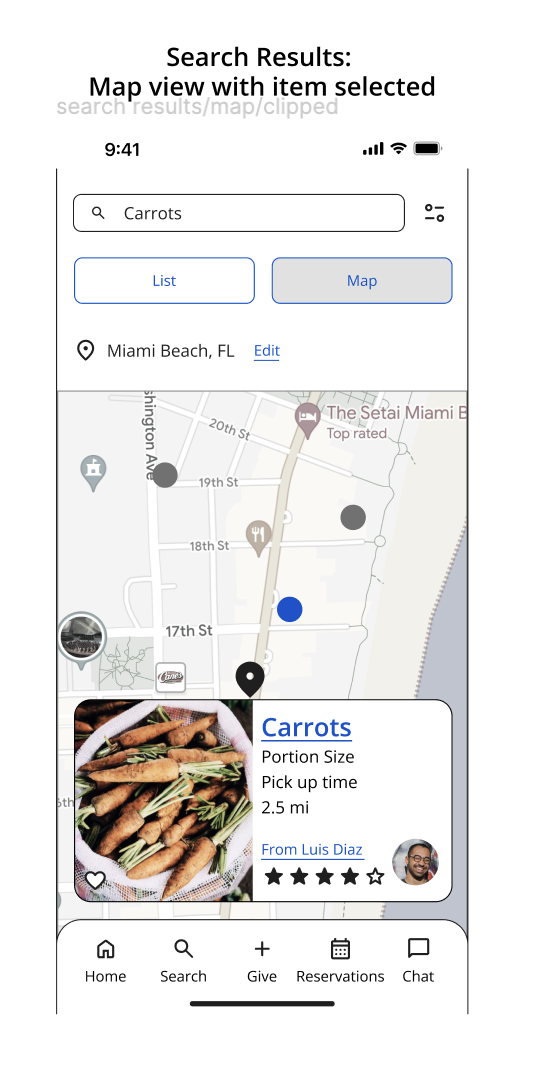 Search Results:
Map view with item selected
search results/map/clipped
9:41
Carrots
List
Map
Miami Beach, FL Edit
shington Ave
20th St
The Setai Miami B
Top rated
19th St
18th St
17th St
Canes
Carrots
Portion Size
Pick up time
2.5 mi
6th
From Luis Diaz
Home
Search
Give
Reservations
Chat